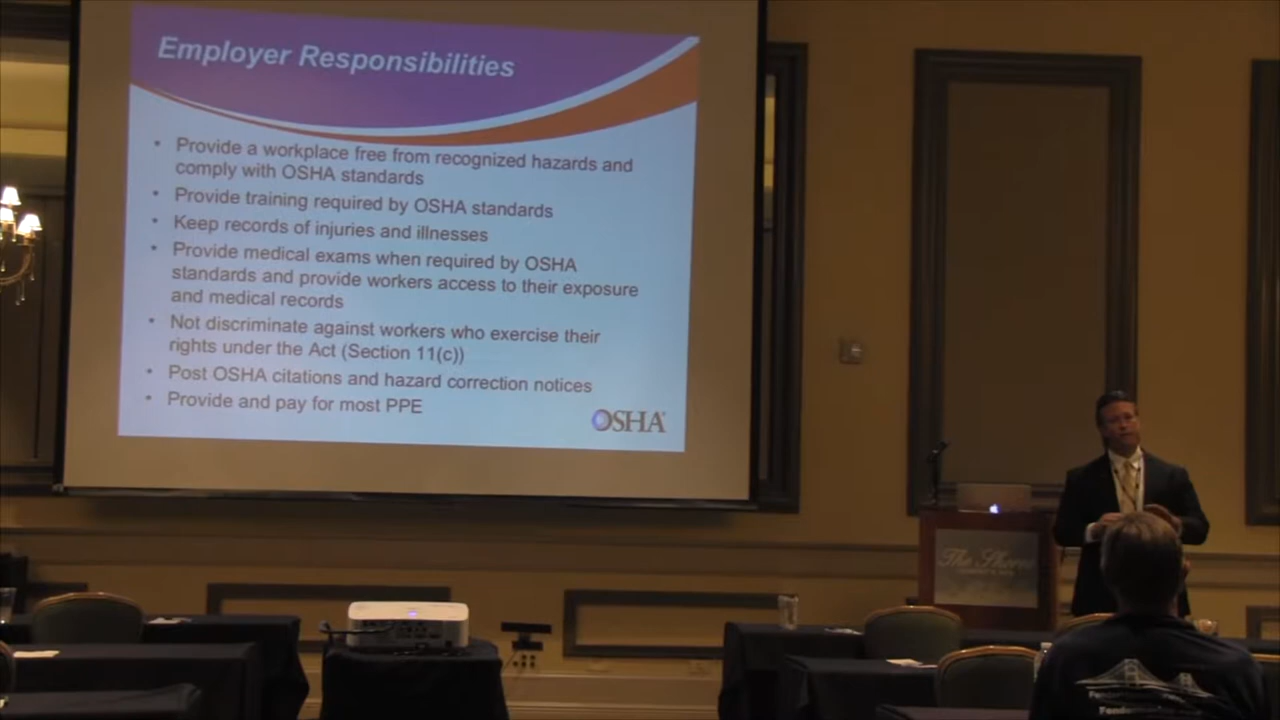 Employer Responsibilities
• Provide a workplace free from recognized hazards and
comply with OSHA standards
• Provide training required by OSHA standards
• Keep records of injuries and illnesses
• Provide medical exams when required by OSHA
standards and provide workers access to their exposure
and medical records
• Not discriminate against workers who exercise their
rights under the Act (Section 11(c))
• Post OSHA citations and hazard correction notices
• Provide and pay for most PPE
OSHA
The Shores